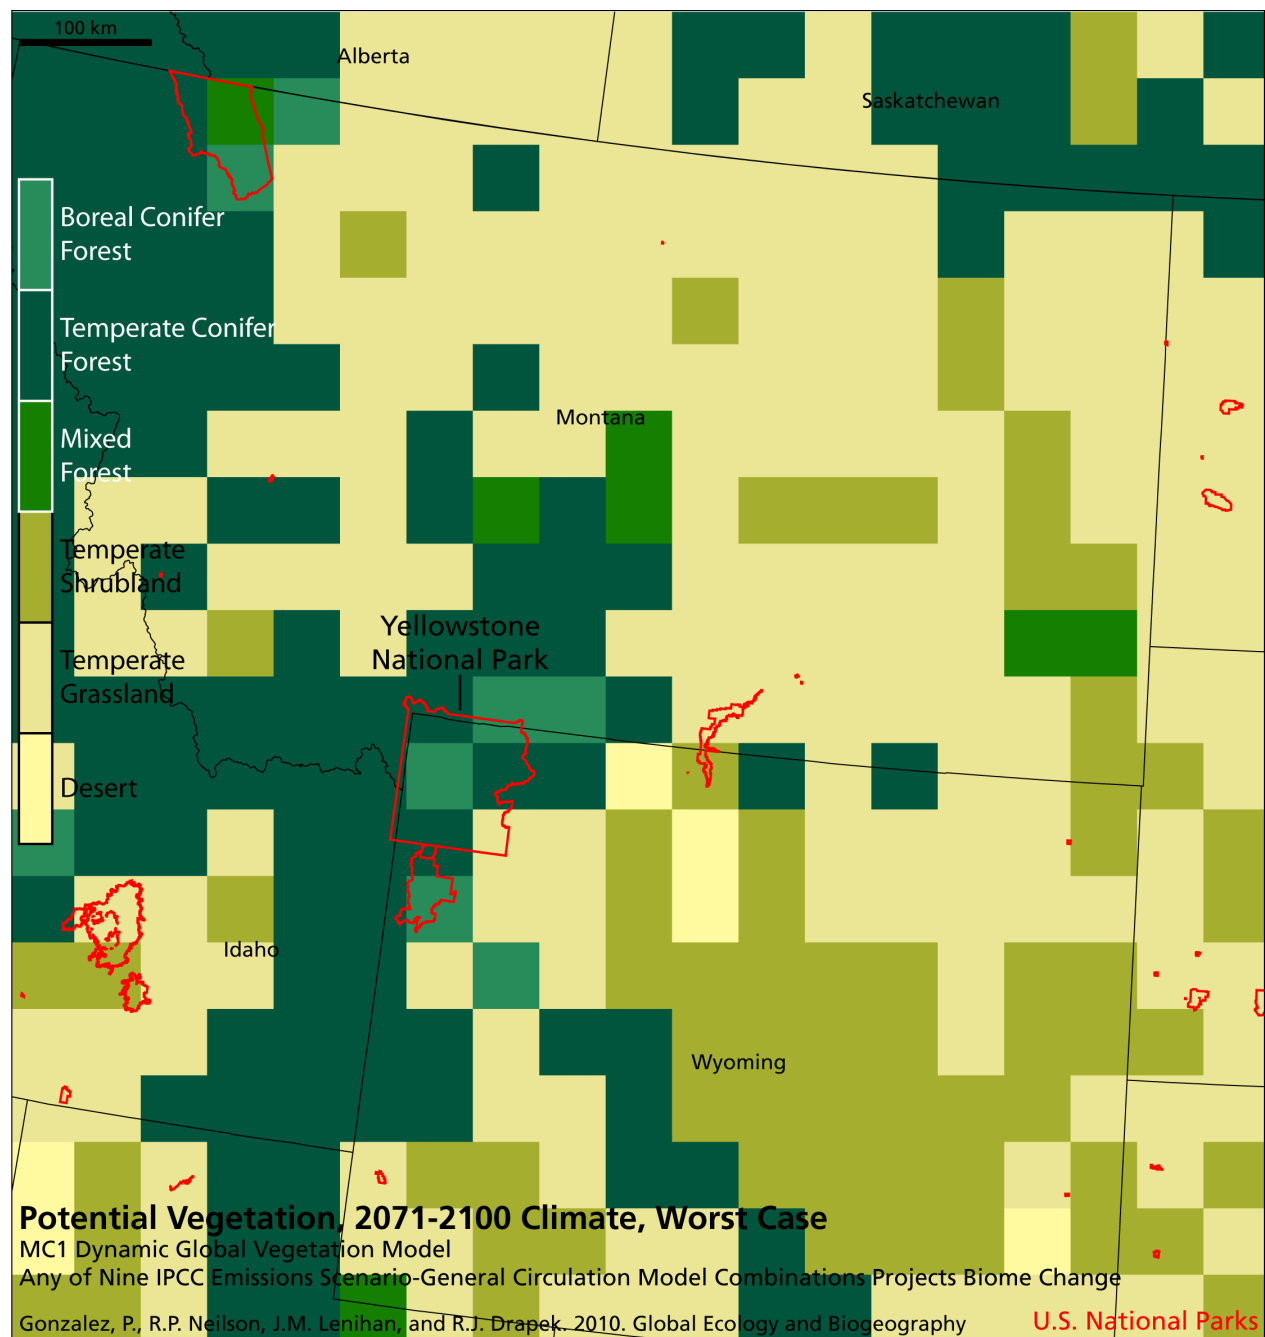 100 km
Alberta
Saskatchewan
Boreal Conifer
Forest
Temperate Conifer
Forest
Montana
Mixed
Forest
Temperate
Shrubland
Yellowstone
National Park
Temperate
Grassland
Desert
Idaho
Wyoming
Potential Vegetation, 2071-2100 Climate, Worst Case
MC1 Dynamic Global Vegetation Model
Any of Nine IPCC Emissions Scenario-General Circulation Model Combinations Projects Biome Change
Gonzalez, P., R.P. Neilson, J.M. Lenihan, and R.J. Drapek. 2010. Global Ecology and Biogeography
U.S. National Parks